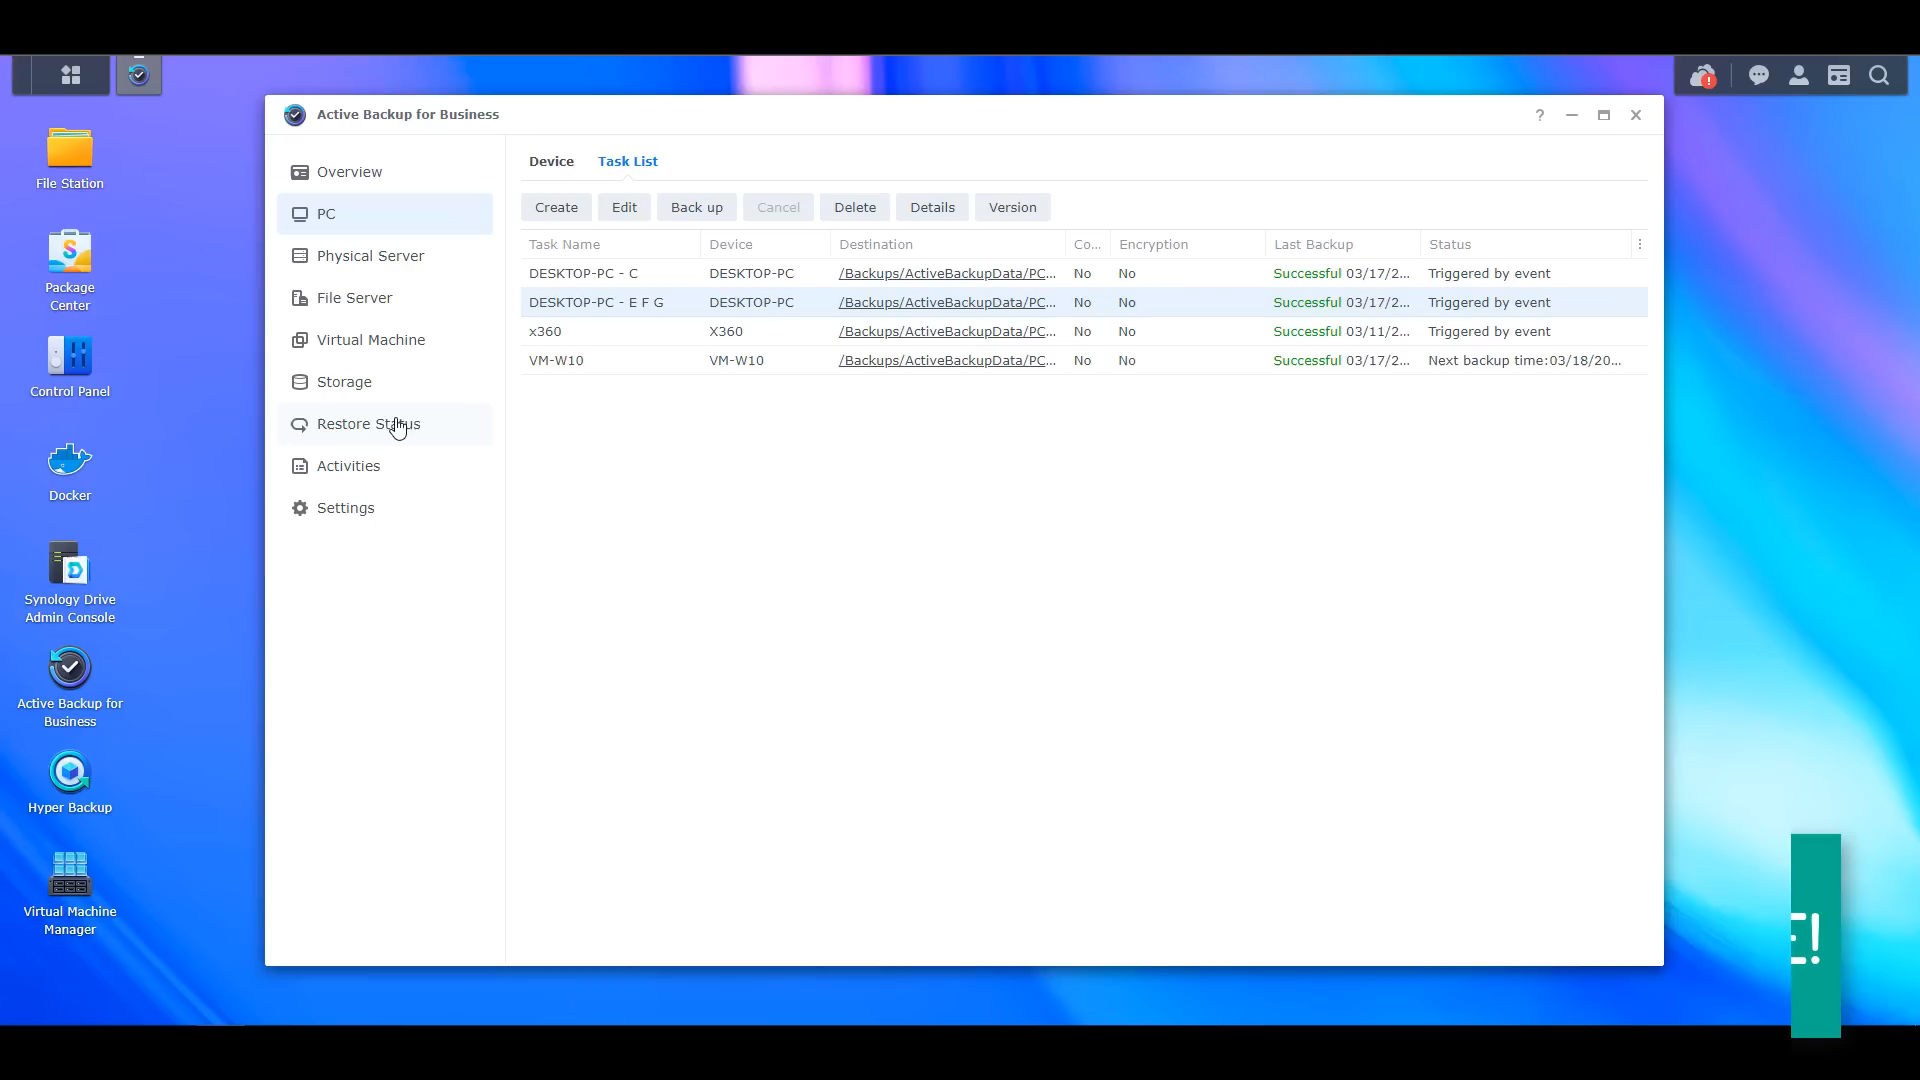 Active Backup for Business
?
File Station
Package
Center
Control Panel
Docker
Synology Drive
Admin Console
Active Backup for
Business
Hyper Backup
Virtual Machine
Manager
Overview
PC
Physical Server
File Server
Virtual Machine
Storage
Restore Status
Activities
Settings
Device Task List
Create Edit Back up Cancel Delete Details Version
Task Name Device Destination Co... Encryption Last Backup Status
DESKTOP-PC - C DESKTOP-PC /Backups/ActiveBackupData/PC... No No Successful 03/17/2... Triggered by event
DESKTOP-PC - E F G DESKTOP-PC /Backups/ActiveBackupData/PC... No No Successful 03/17/2... Triggered by event
x360 X360 /Backups/ActiveBackupData/PC... No No Successful 03/11/2... Triggered by event
VM-W10 VM-W10 /Backups/ActiveBackupData/PC... No No Successful 03/17/2... Next backup time:03/18/20...
E!